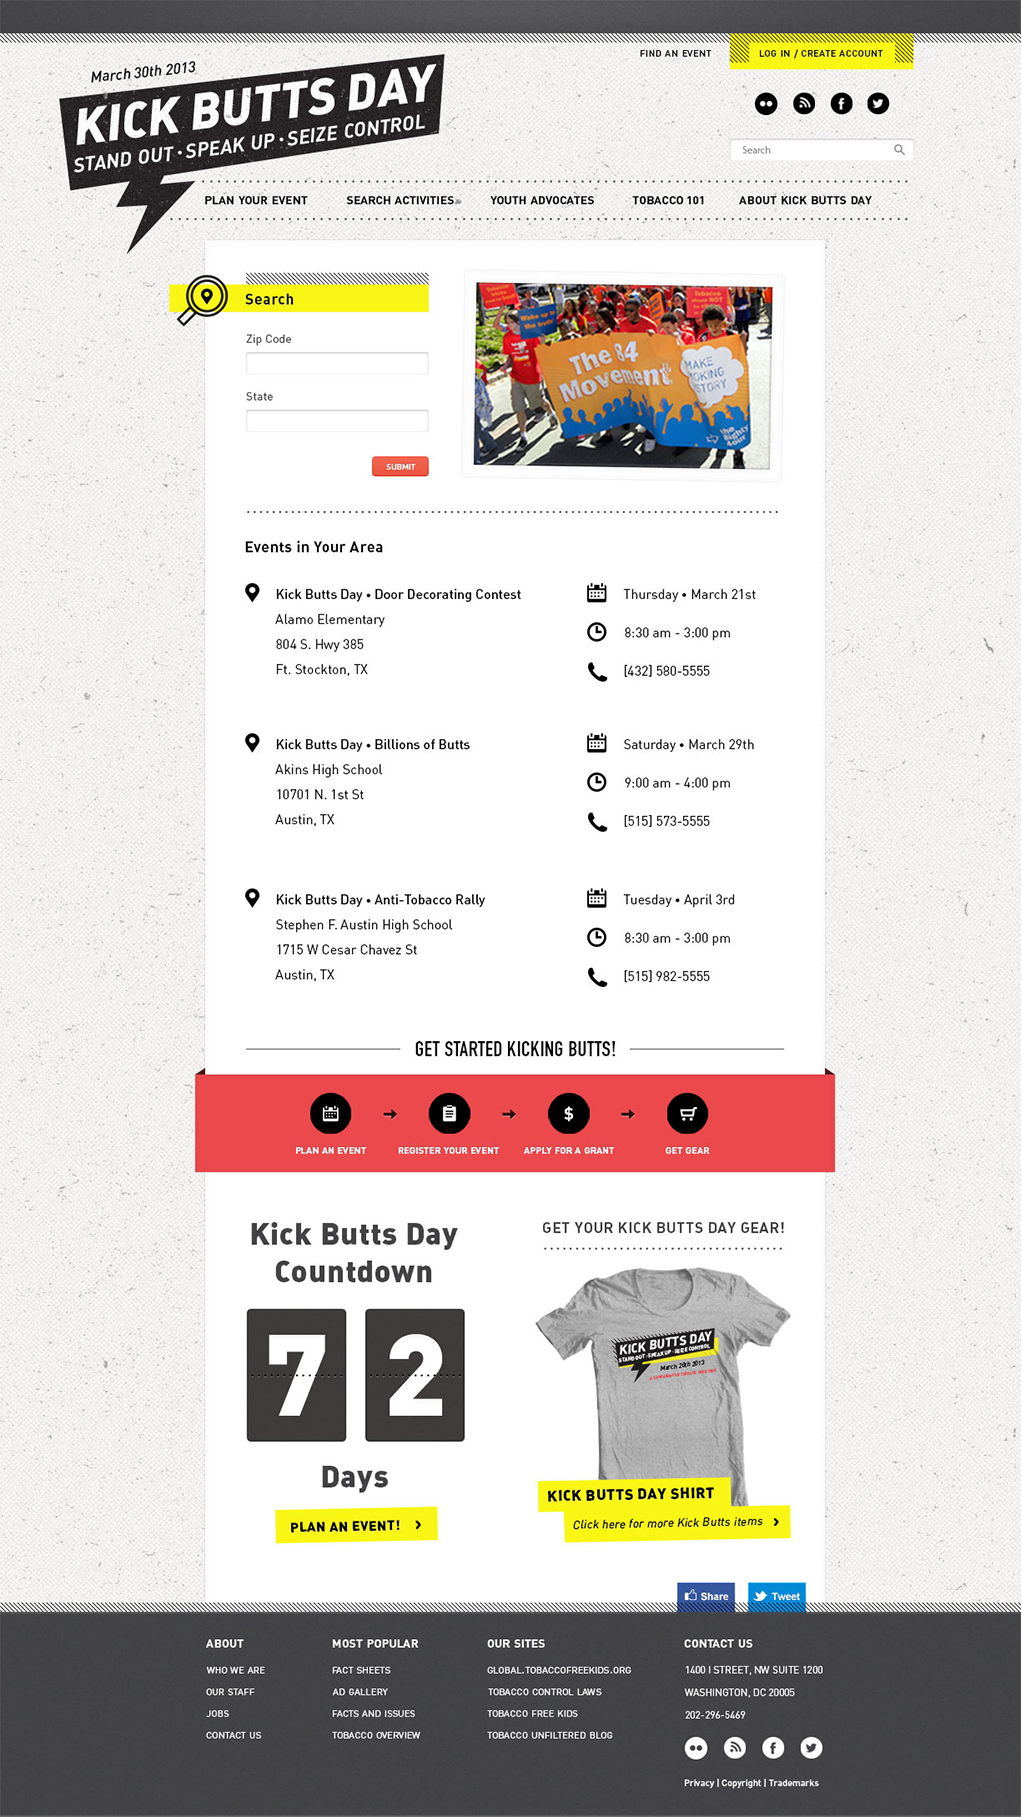 FIND AN EVENT
LOG IN / CREATE ACCOUNT
March 30th 2013
KICK BUTTS DAY
STAND OUT · SPEAK UP · SEIZE CONTROL
Search
PLAN YOUR EVENT
SEARCH ACTIVITIES
YOUTH ADVOCATES
TOBACCO 101
ABOUT KICK BUTTS DAY
Search
Zip Code
State
SUBMIT
Tobacco
Wake up
to the
truth
Tobacco
The 84
Movement
MAKE
HISTORY
the
84
Events in Your Area
Kick Butts Day • Door Decorating Contest
Alamo Elementary
804 S. Hwy 385
Ft. Stockton, TX
Thursday • March 21st
8:30 am - 3:00 pm
[432] 580-5555
Kick Butts Day • Billions of Butts
Akins High School
10701 N. 1st St
Austin, TX
Saturday • March 29th
9:00 am - 4:00 pm
[515] 573-5555
Kick Butts Day • Anti-Tobacco Rally
Stephen F. Austin High School
1715 W Cesar Chavez St
Austin, TX
Tuesday • April 3rd
8:30 am - 3:00 pm
[515] 982-5555
GET STARTED KICKING BUTTS!
$
PLAN AN EVENT
REGISTER YOUR EVENT
APPLY FOR A GRANT
GET GEAR
Kick Butts Day
Countdown
72
Days
PLAN AN EVENT! >
GET YOUR KICK BUTTS DAY GEAR!
KICK BUTTS DAY
STAND OUT · SPEAK UP · SEIZE CONTROL
March 20th 2013
KICK BUTTS DAY SHIRT
Click here for more Kick Butts items >
Share
Tweet
ABOUT
WHO WE ARE
OUR STAFF
JOBS
CONTACT US
MOST POPULAR
FACT SHEETS
AD GALLERY
FACTS AND ISSUES
TOBACCO OVERVIEW
OUR SITES
GLOBAL.TOBACCOFREEKIDS.ORG
TOBACCO CONTROL LAWS
TOBACCO FREE KIDS
TOBACCO UNFILTERED BLOG
CONTACT US
1400 I STREET, NW SUITE 1200
WASHINGTON, DC 20005
202-296-5469
Privacy | Copyright | Trademarks